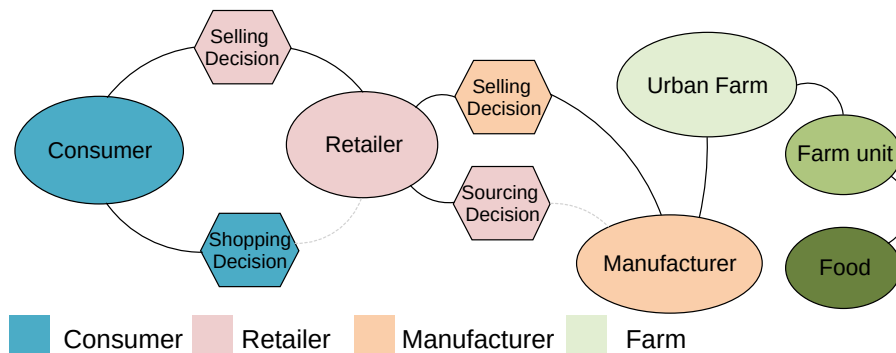 Selling
Decision
Consumer
Retailer
Selling
Decision
Urban Farm
Farm unit
Shopping
Decision
Sourcing
Decision
Manufacturer
Food
Consumer
Retailer
Manufacturer
Farm